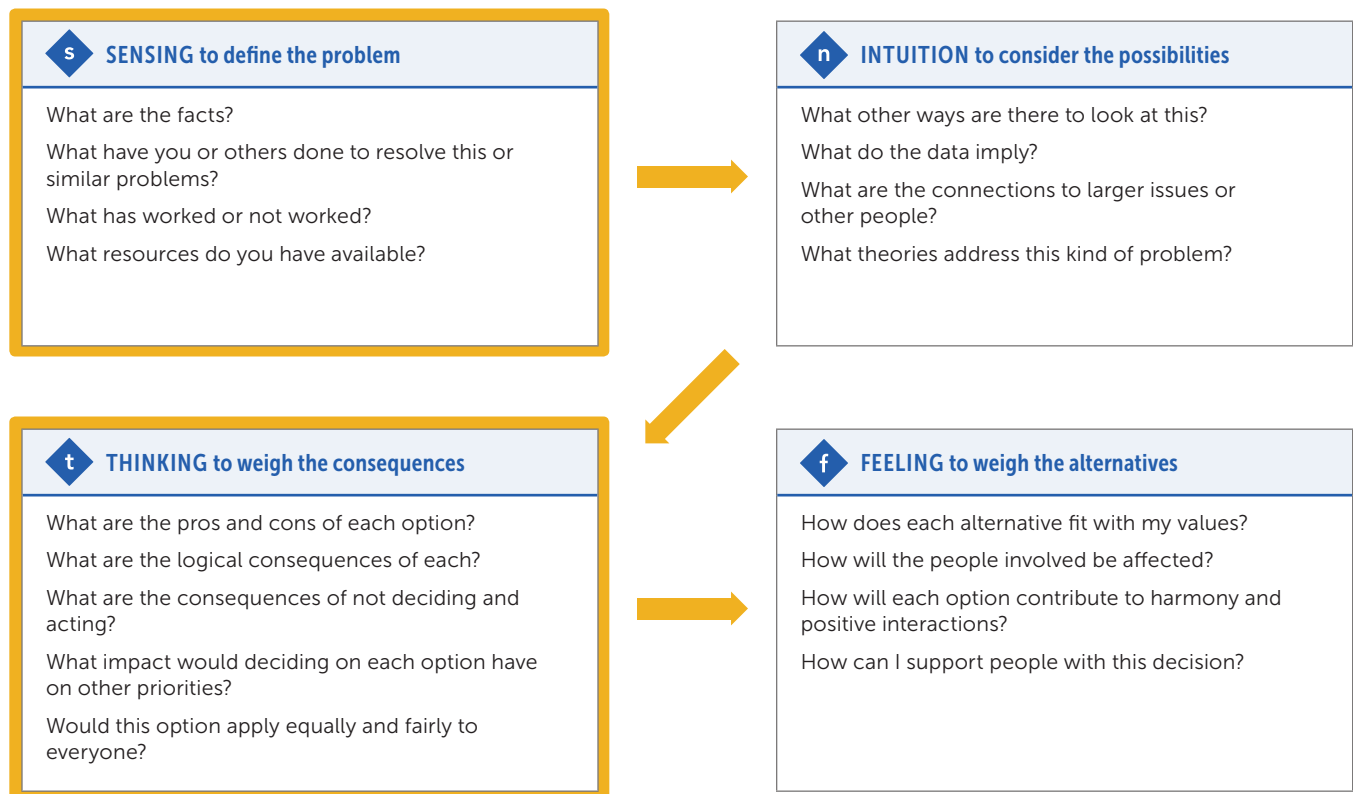 s
SENSING to define the problem
What are the facts?
What have you or others done to resolve this or
similar problems?
What has worked or not worked?
What resources do you have available?
n
INTUITION to consider the possibilities
What other ways are there to look at this?
What do the data imply?
What are the connections to larger issues or
other people?
What theories address this kind of problem?
t
THINKING to weigh the consequences
What are the pros and cons of each option?
What are the logical consequences of each?
What are the consequences of not deciding and
acting?
What impact would deciding on each option have
on other priorities?
Would this option apply equally and fairly to
everyone?
f
FEELING to weigh the alternatives
How does each alternative fit with my values?
How will the people involved be affected?
How will each option contribute to harmony and
positive interactions?
How can I support people with this decision?